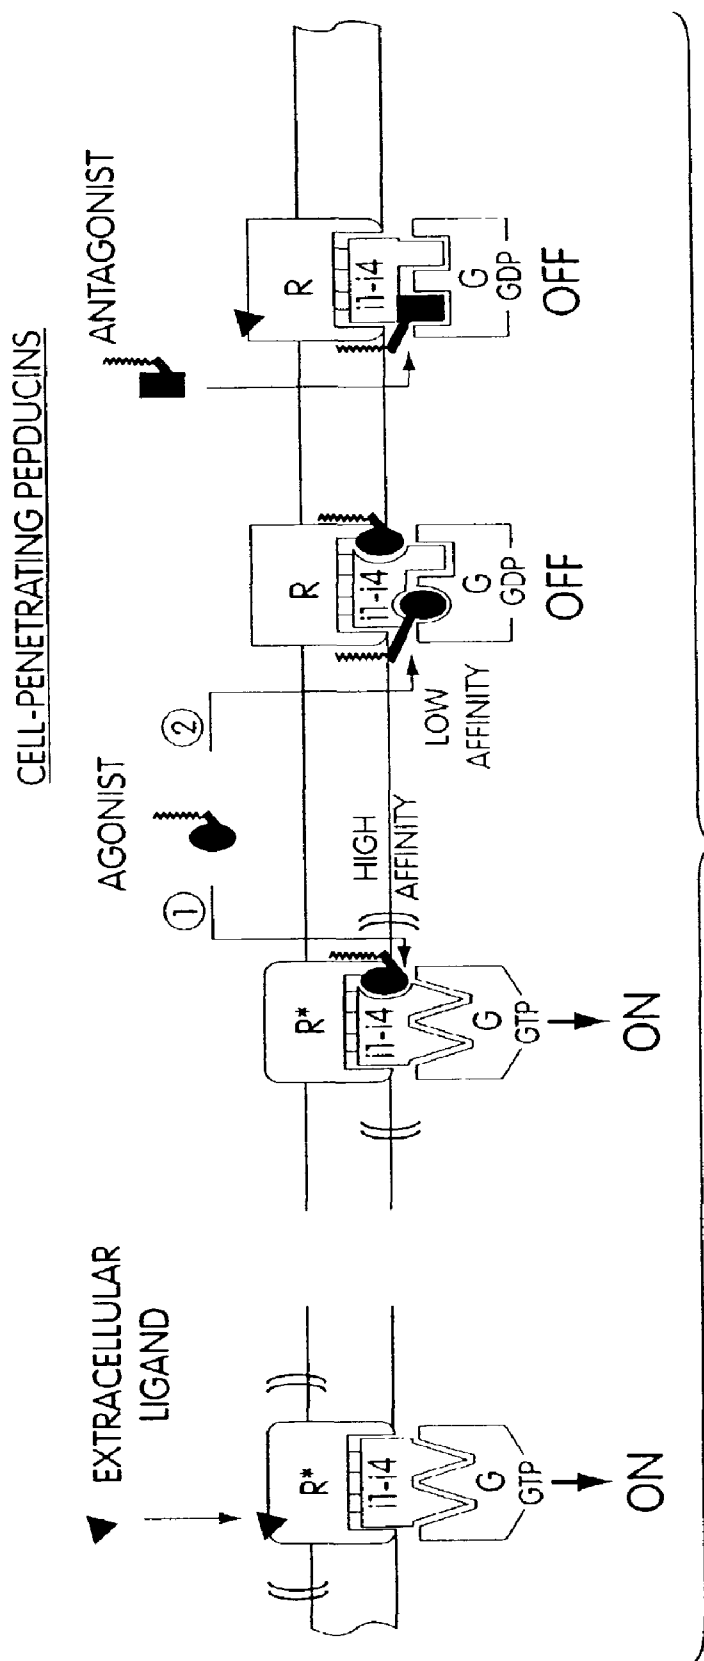 CELL-PENETRATING PEPDUCINS
EXTRACELLULAR
LIGAND
AGONIST
ANTAGONIST
1
2
HIGH
AFFINITY
LOW
AFFINITY
R*
i1-i4
G
GTP
ON
R*
i1-i4
G
GTP
ON
R
i1-i4
G
GDP
OFF
R
i1-i4
G
GDP
OFF